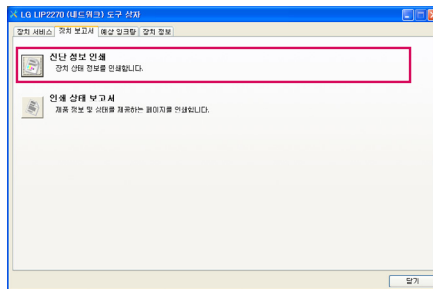 LG LIP2270 (네트워크) 도구 상자
장치 서비스 장치 보고서 예상 잉크량 장치 정보
진단 정보 인쇄
장치 상태 정보를 인쇄합니다.
인쇄 상태 보고서
제품 정보 및 상태를 제공하는 페이지를 인쇄합니다.
닫기